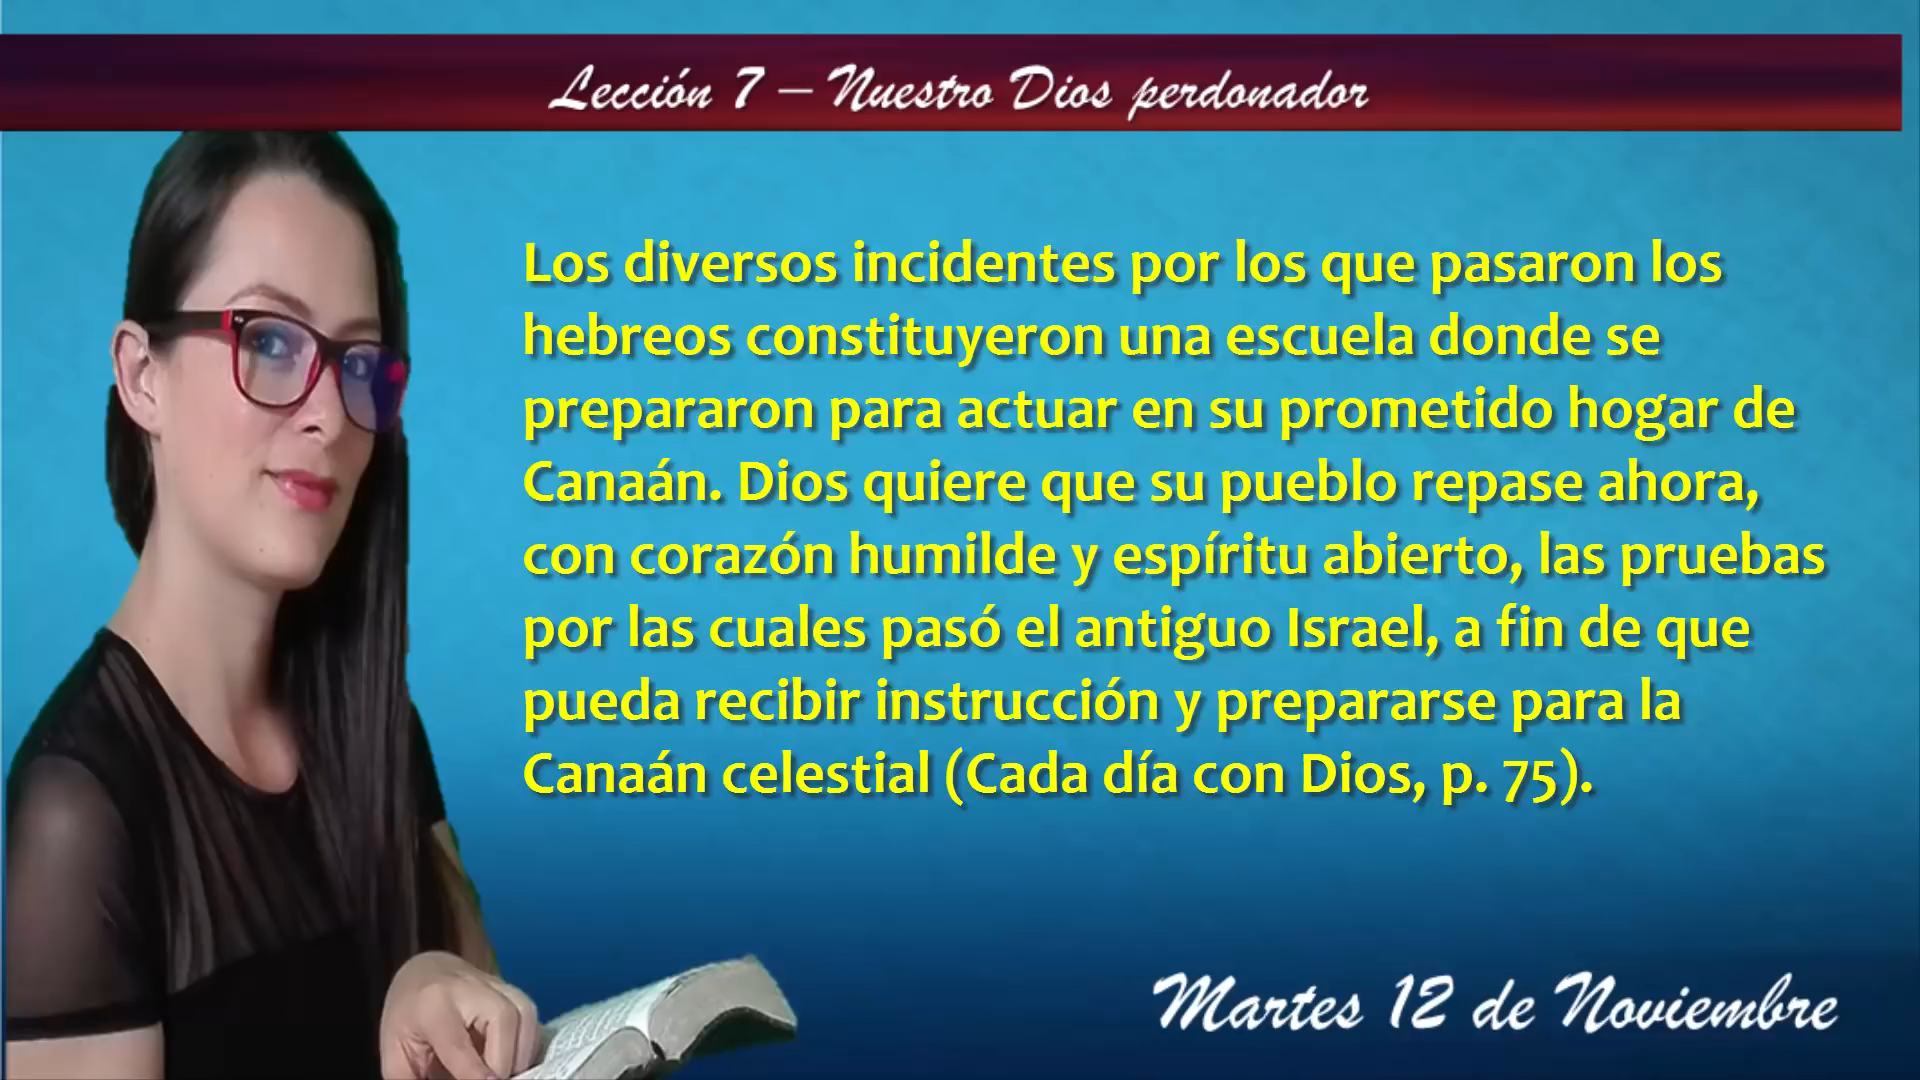 Lección 7 – Nuestro Dios perdonador
Los diversos incidentes por los que pasaron los
hebreos constituyeron una escuela donde se
prepararon para actuar en su prometido hogar de
Canaán. Dios quiere que su pueblo repase ahora,
con corazón humilde y espíritu abierto, las pruebas
por las cuales pasó el antiguo Israel, a fin de que
pueda recibir instrucción y prepararse para la
Canaán celestial (Cada día con Dios, p. 75).
Martes 12 de Noviembre